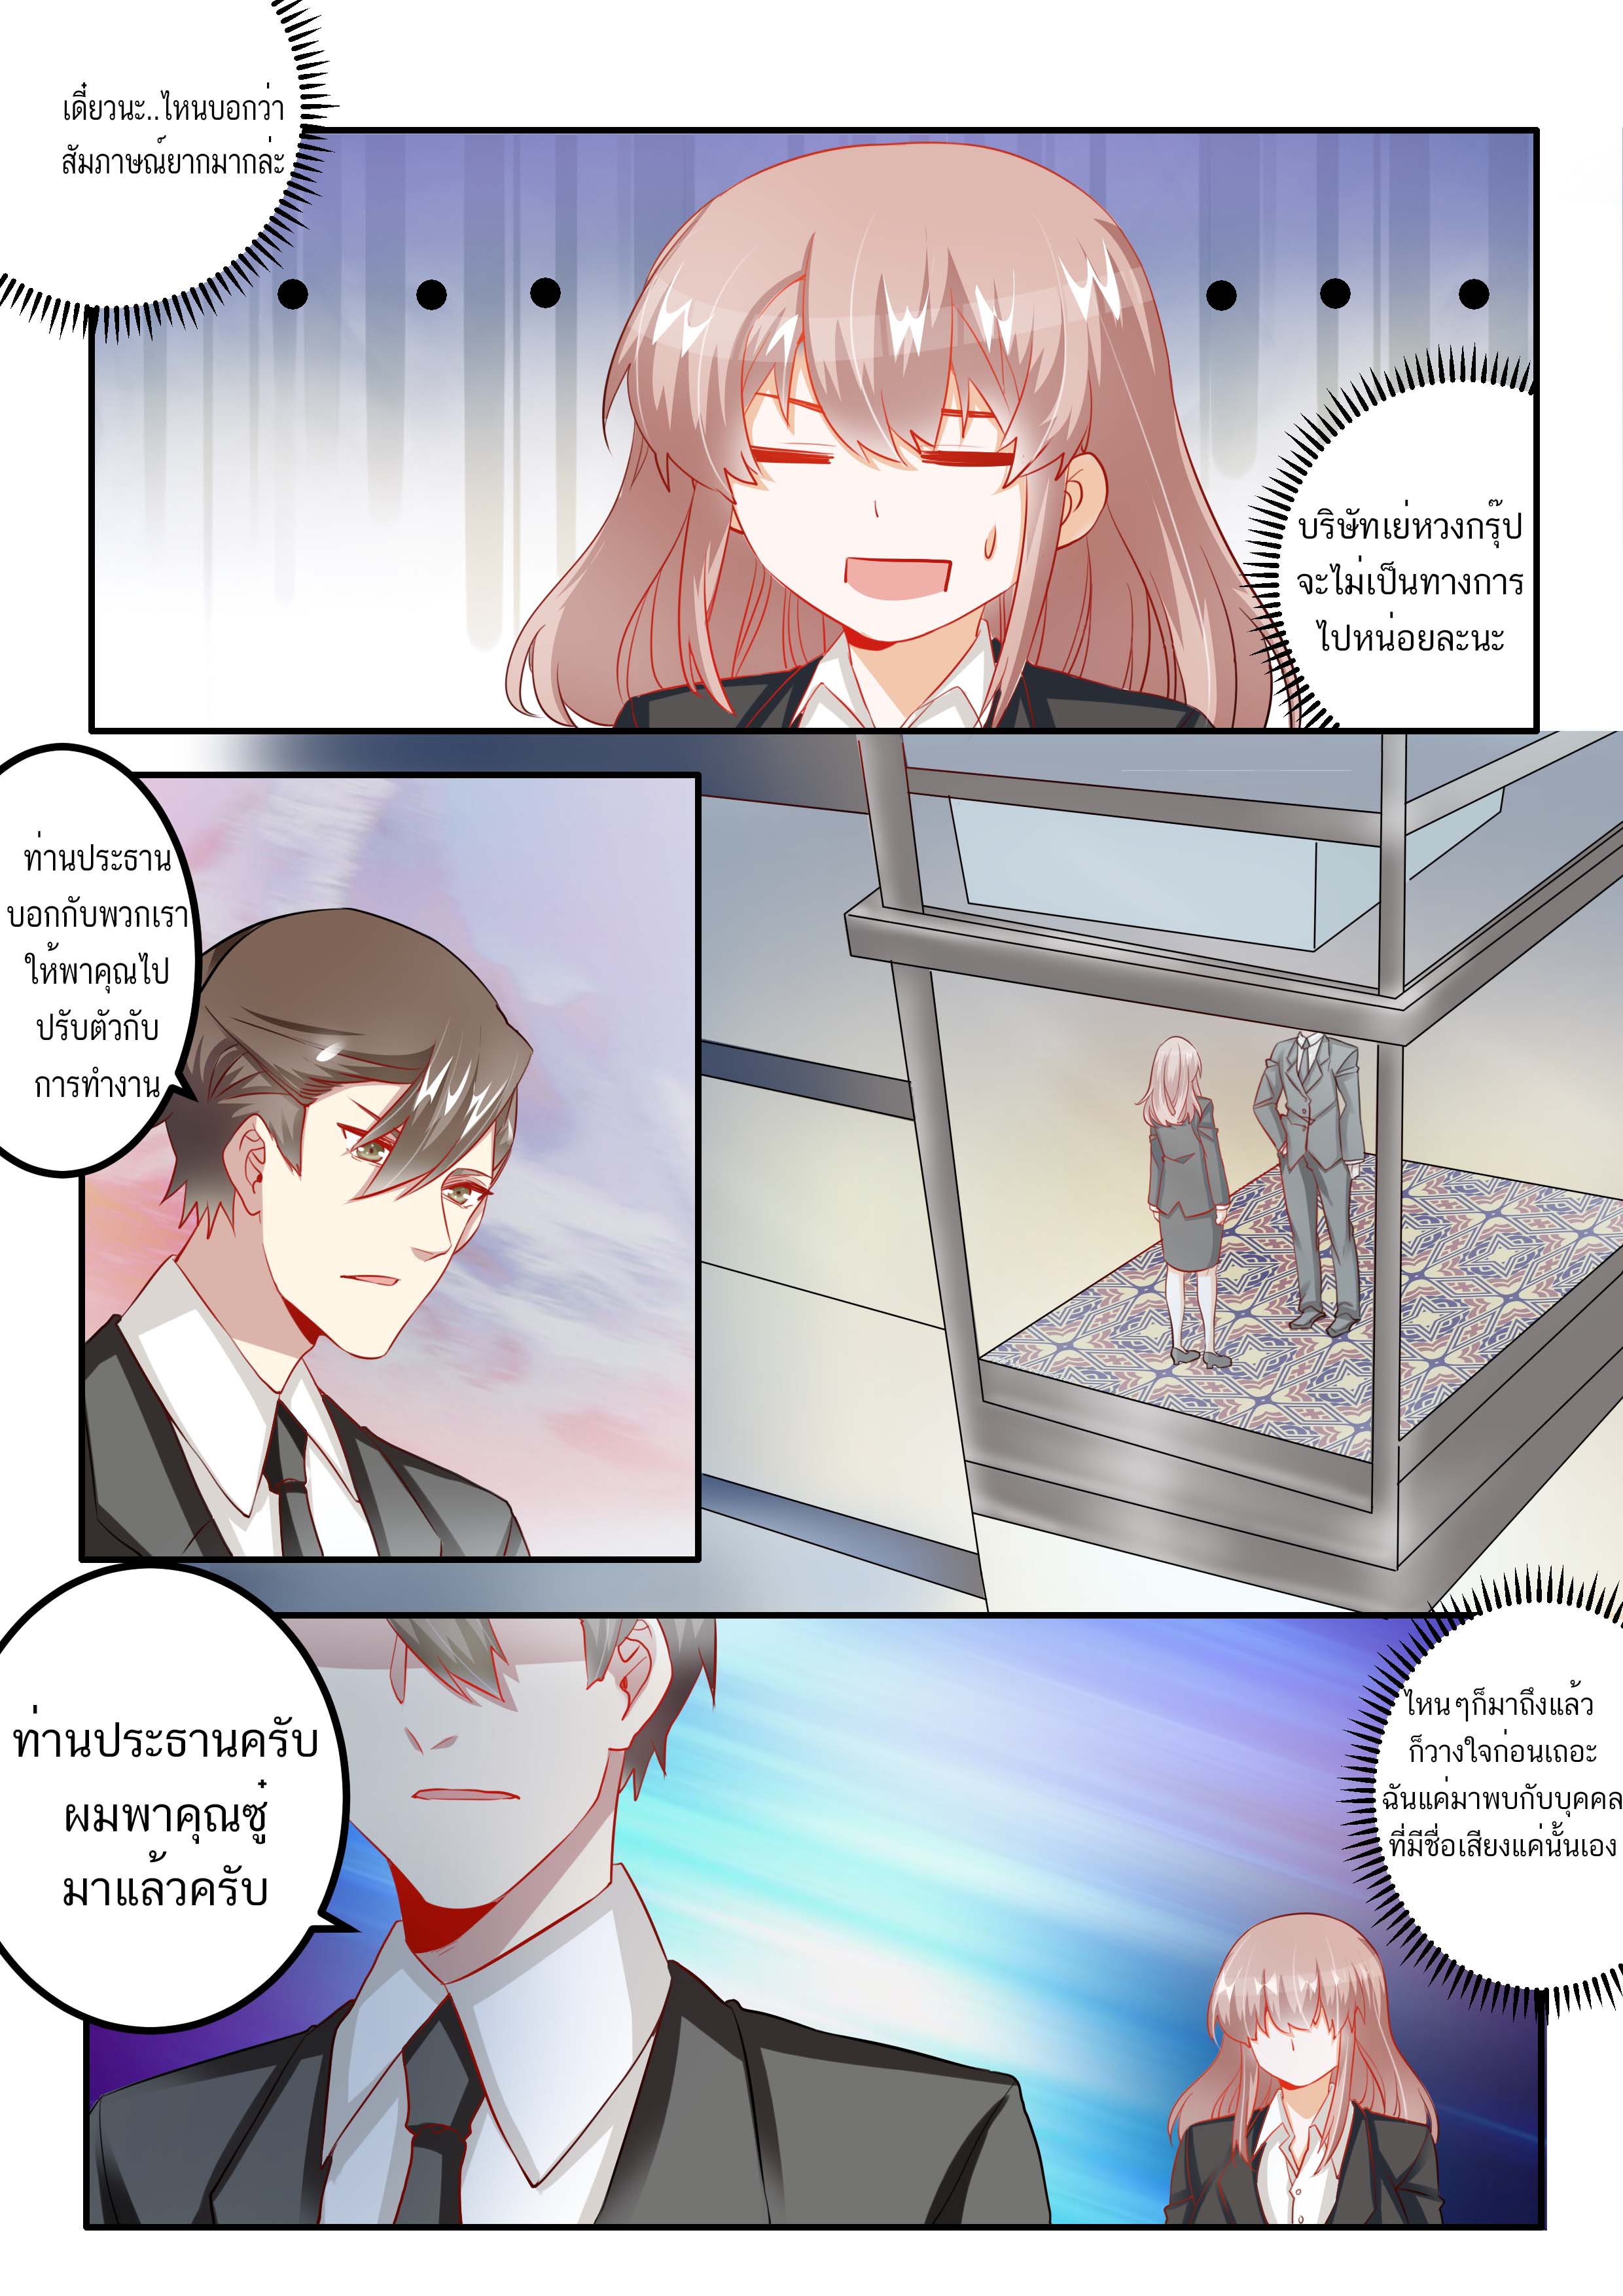 เดี๋ยวนะ..ไหนบอกว่า
สัมภาษณ์ยากมากล่ะ
บริษัทเย่หวงกรุ๊ป
จะไม่เป็นทางการ
ไปหน่อยละนะ
ท่านประธาน
บอกกับพวกเรา
ให้พาคุณไป
ปรับตัวกับ
การทำงาน
ท่านประธานครับ
ผมพาคุณซู๋
มาแล้วครับ
ไหนๆก็มาถึงแล้ว
ก็วางใจก่อนเถอะ
ฉันแค่มาพบกับบุคคล
ที่มีชื่อเสียงแค่นั้นเอง